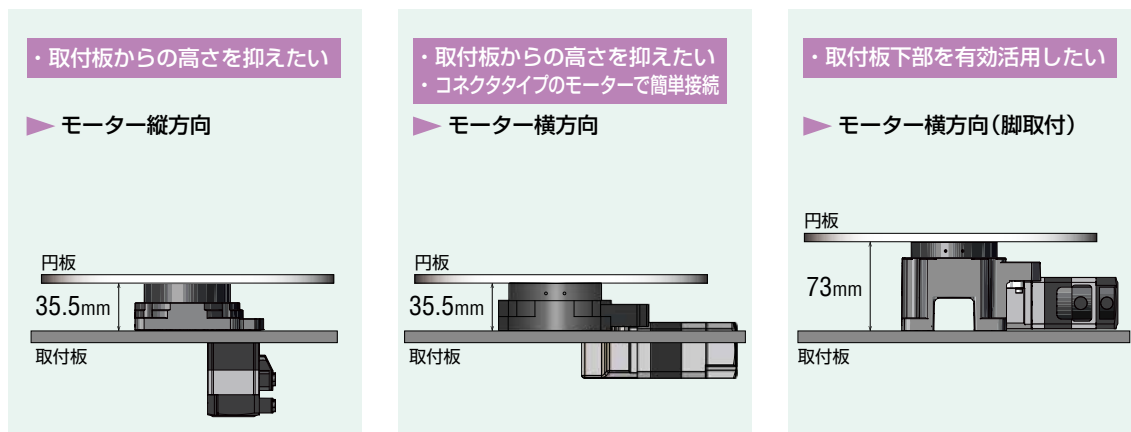 ・取付板からの高さを抑えたい
モーター縦方向
円板
35.5mm
取付板
・取付板からの高さを抑えたい
・コネクタタイプのモーターで簡単接続
モーター横方向
円板
35.5mm
取付板
・取付板下部を有効活用したい
モーター横方向(脚取付)
円板
73mm
取付板